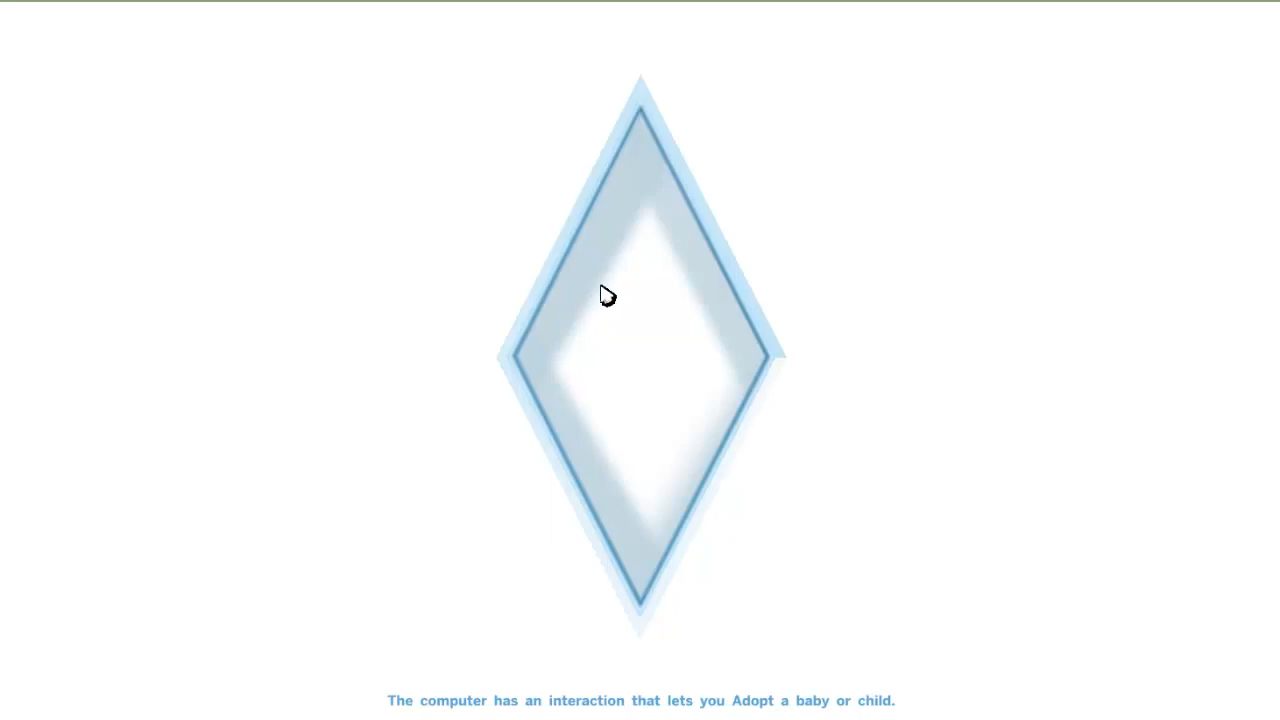 The computer has an interaction that lets you Adopt a baby or child.